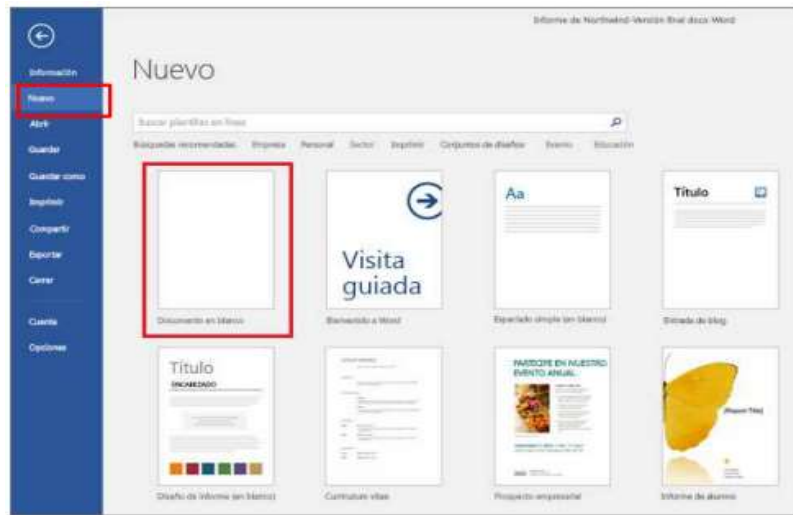 Informe de Northwind-Versión final.docx-Word
Información
Nuevo
Abrir
Guardar
Guardar como
Imprimir
Compartir
Exportar
Cerrar
Cuenta
Opciones
Nuevo
Buscar plantillas en línea
Búsquedas recomendadas: Empresa Personal Sector Imprimir Conjuntos de diseños Evento Educación
Visita
guiada
Aa
Título
Documento en blanco
Bienvenido a Word
Espaciado simple (en blanco)
Entrada de blog
Título
ENCABEZADO
PARTICIPE EN NUESTRO
EVENTO ANUAL.
[Report Title]
Diseño de informe (en blanco)
Currículum vítae
Prospecto empresarial
Informe de alumno